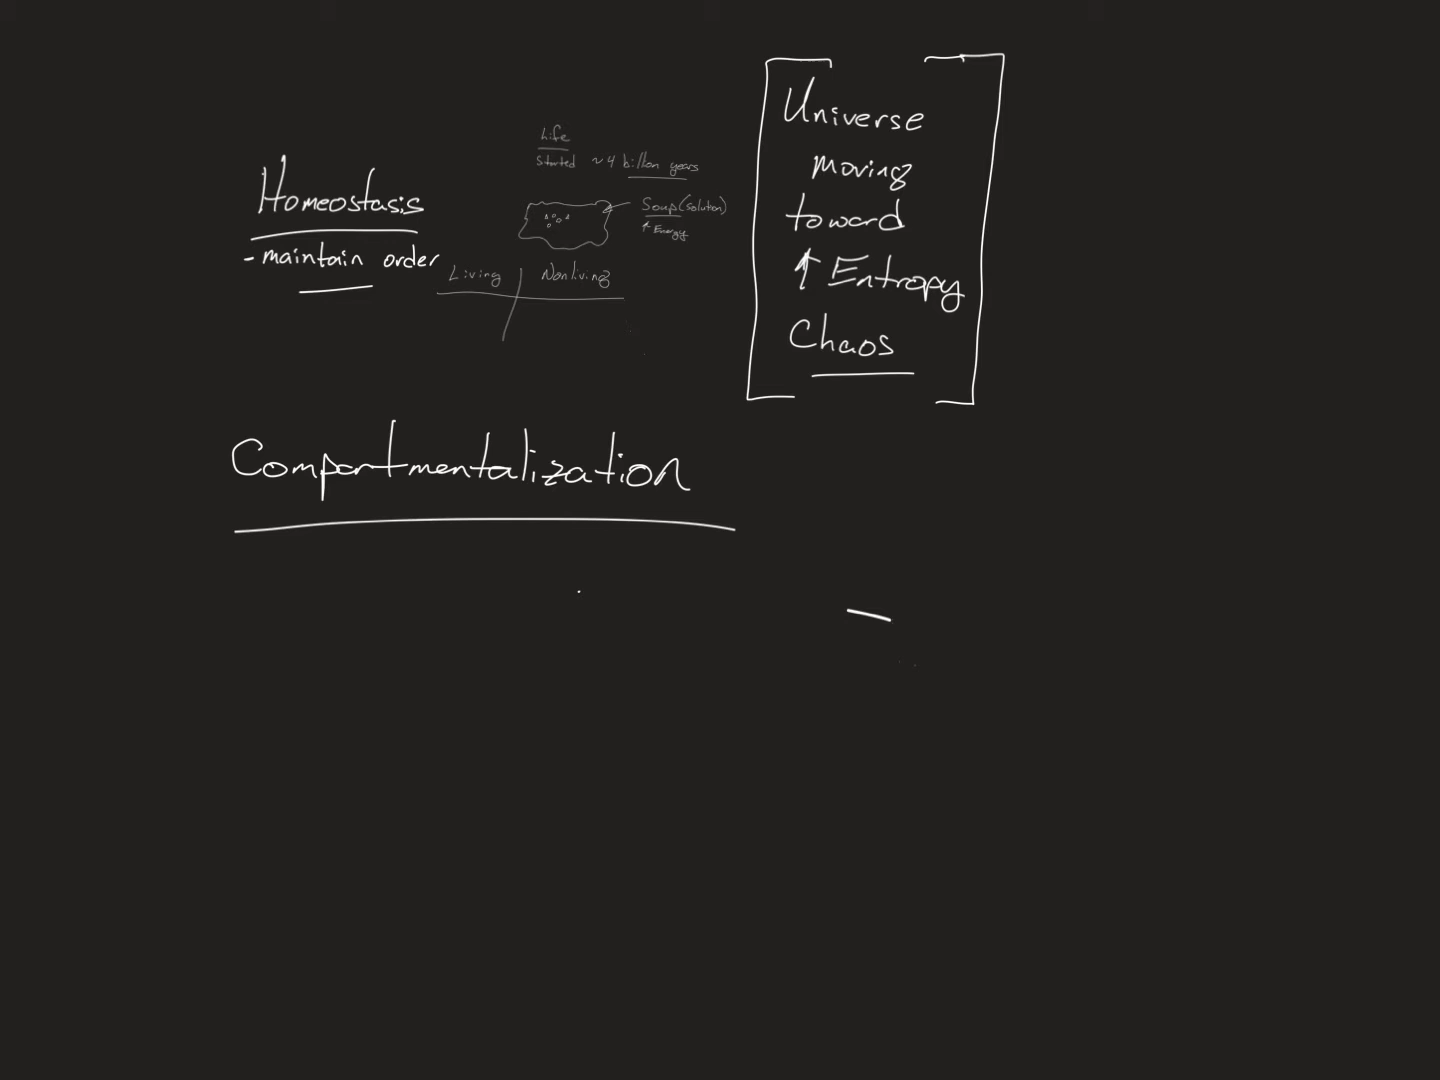 Homeostasis
- maintain order
Life
Started ~4 billion years
Soup (solution)
↑ Energy
Living | Nonliving
Universe
moving
toward
↑ Entropy
Chaos
Compartmentalization